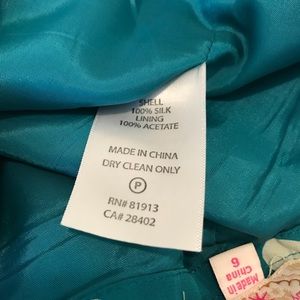 SHELL
100% SILK
LINING
100% ACETATE
MADE IN CHINA
DRY CLEAN ONLY
P
RN# 81913
CA# 28402
Made in
China
6